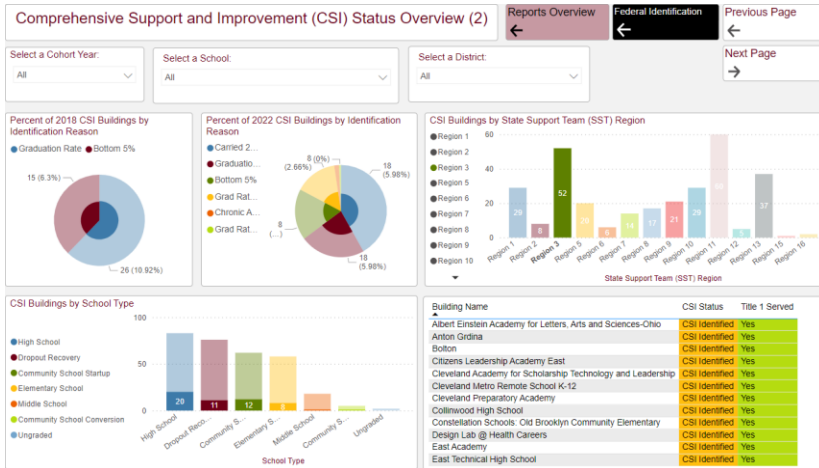 Comprehensive Support and Improvement (CSI) Status Overview (2)
Reports Overview
Federal Identification
Previous Page
Next Page
Select a Cohort Year:
All
Select a School:
All
Select a District:
All
Percent of 2018 CSI Buildings by
Identification Reason
Graduation Rate
Bottom 5%
15 (6.3%)
26 (10.92%)
Percent of 2022 CSI Buildings by Identification
Reason
Carried 2...
Graduatio...
Bottom 5%
Grad Rat...
Chronic A...
Grad Rat...
8 (0%)
(2.66%)
18
(5.98%)
8
(...)
18
(5.98%)
CSI Buildings by State Support Team (SST) Region
Region 1
Region 2
Region 3
Region 5
Region 6
Region 7
Region 8
Region 9
Region 10
60
40
20
0
29
8
52
20
6
14
17
21
29
60
5
37
Region 1
Region 2
Region 3
Region 5
Region 6
Region 7
Region 8
Region 9
Region 10
Region 11
Region 12
Region 13
Region 15
Region 16
State Support Team (SST) Region
CSI Buildings by School Type
High School
Dropout Recovery
Community School Startup
Elementary School
Middle School
Community School Conversion
Ungraded
100
50
0
20
11
12
High School
Dropout Reco...
Community S...
Elementary S...
Middle School
Community S...
Ungraded
School Type
Building Name CSI Status Title 1 Served
Albert Einstein Academy for Letters, Arts and Sciences-Ohio CSI Identified Yes
Anton Grdina CSI Identified Yes
Bolton CSI Identified Yes
Citizens Leadership Academy East CSI Identified Yes
Cleveland Academy for Scholarship Technology and Leadership CSI Identified Yes
Cleveland Metro Remote School K-12 CSI Identified Yes
Cleveland Preparatory Academy CSI Identified Yes
Collinwood High School CSI Identified Yes
Constellation Schools: Old Brooklyn Community Elementary CSI Identified Yes
Design Lab @ Health Careers CSI Identified Yes
East Academy CSI Identified Yes
East Technical High School CSI Identified Yes